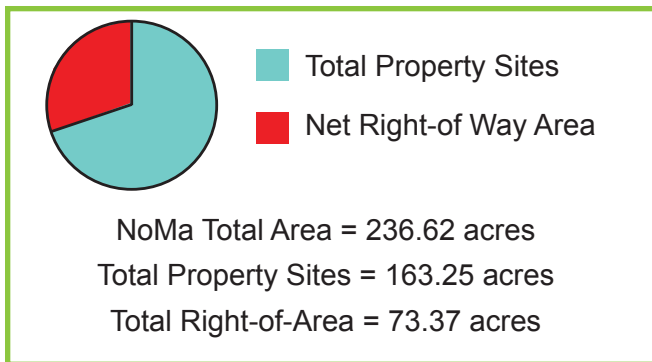 Total Property Sites
Net Right-of Way Area
NoMa Total Area = 236.62 acres
Total Property Sites = 163.25 acres
Total Right-of-Area = 73.37 acres